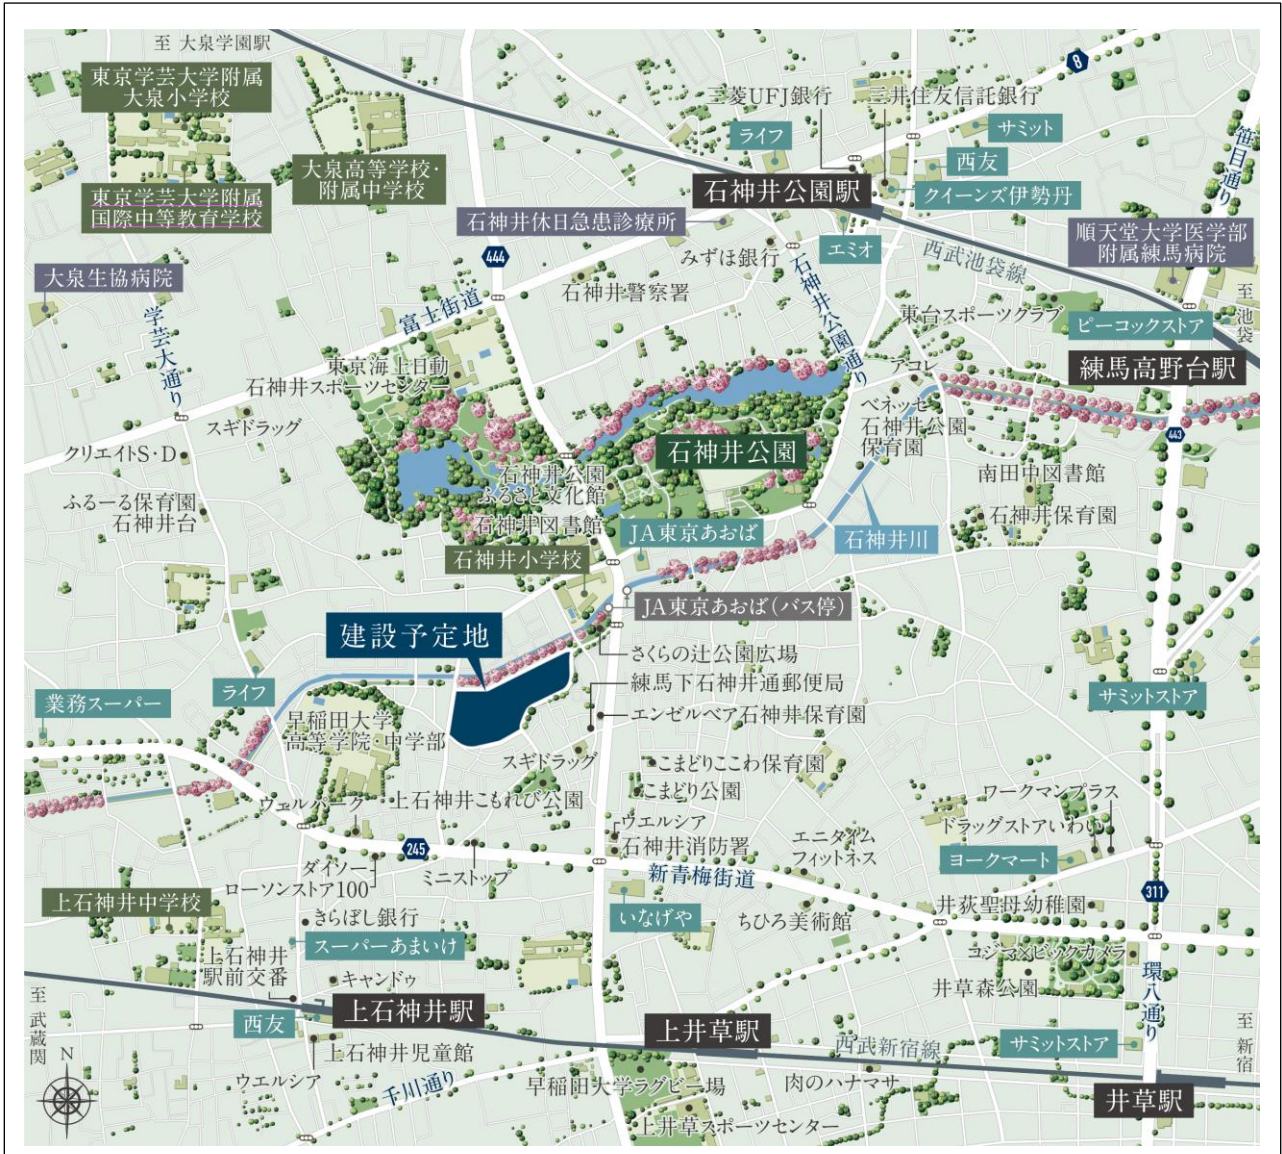 至 大泉学園駅
東京学芸大学附属
大泉小学校
8
三菱UFJ銀行
三井住友信託銀行
サミット
ライフ
笹目通り
西友
大泉高等学校・
附属中学校
石神井公園駅
クイーンズ伊勢丹
東京学芸大学附属
国際中等教育学校
石神井休日急患診療所
順天堂大学医学部
附属練馬病院
エミオ
みずほ銀行
西武池袋線
444
大泉生協病院
石神井警察署
石神井公園通り
至 池袋
富士街道
学芸大通り
東台スポーツクラブ
ピーコックストア
東京海上日動
石神井スポーツセンター
アコレ
練馬高野台駅
ベネッセ
石神井公園
保育園
スギドラッグ
443
石神井公園
クリエイトS・D
石神井公園
ふるさと文化館
南田中図書館
ふるーる保育園
石神井台
石神井図書館
石神井保育園
JA東京あおば
石神井川
石神井小学校
JA東京あおば(バス停)
建設予定地
さくらの辻公園広場
練馬下石神井通郵便局
ライフ
サミットストア
業務スーパー
早稲田大学
高等学院・中学部
エンゼルベア石神井保育園
スギドラッグ
こまどりここわ保育園
こまどり公園
上石神井こもれび公園
ワークマンプラス
ウェルパーク
ウエルシア
ドラッグストアいわい
石神井消防署
エニタイム
フィットネス
245
ヨークマート
ダイソー
ローソンストア100
ミニストップ
新青梅街道
311
上石神井中学校
いなげや
きらぼし銀行
ちひろ美術館
井荻聖母幼稚園
スーパーあまいけ
上石神井
駅前交番
コジマ×ビックカメラ
キャンドゥ
井草森公園
環八通り
至 武蔵関
上石神井駅
西友
上井草駅
至 新宿
上石神井児童館
西武新宿線
サミットストア
N
ウエルシア
千川通り
早稲田大学ラグビー場
肉のハナマサ
井草駅
上井草スポーツセンター